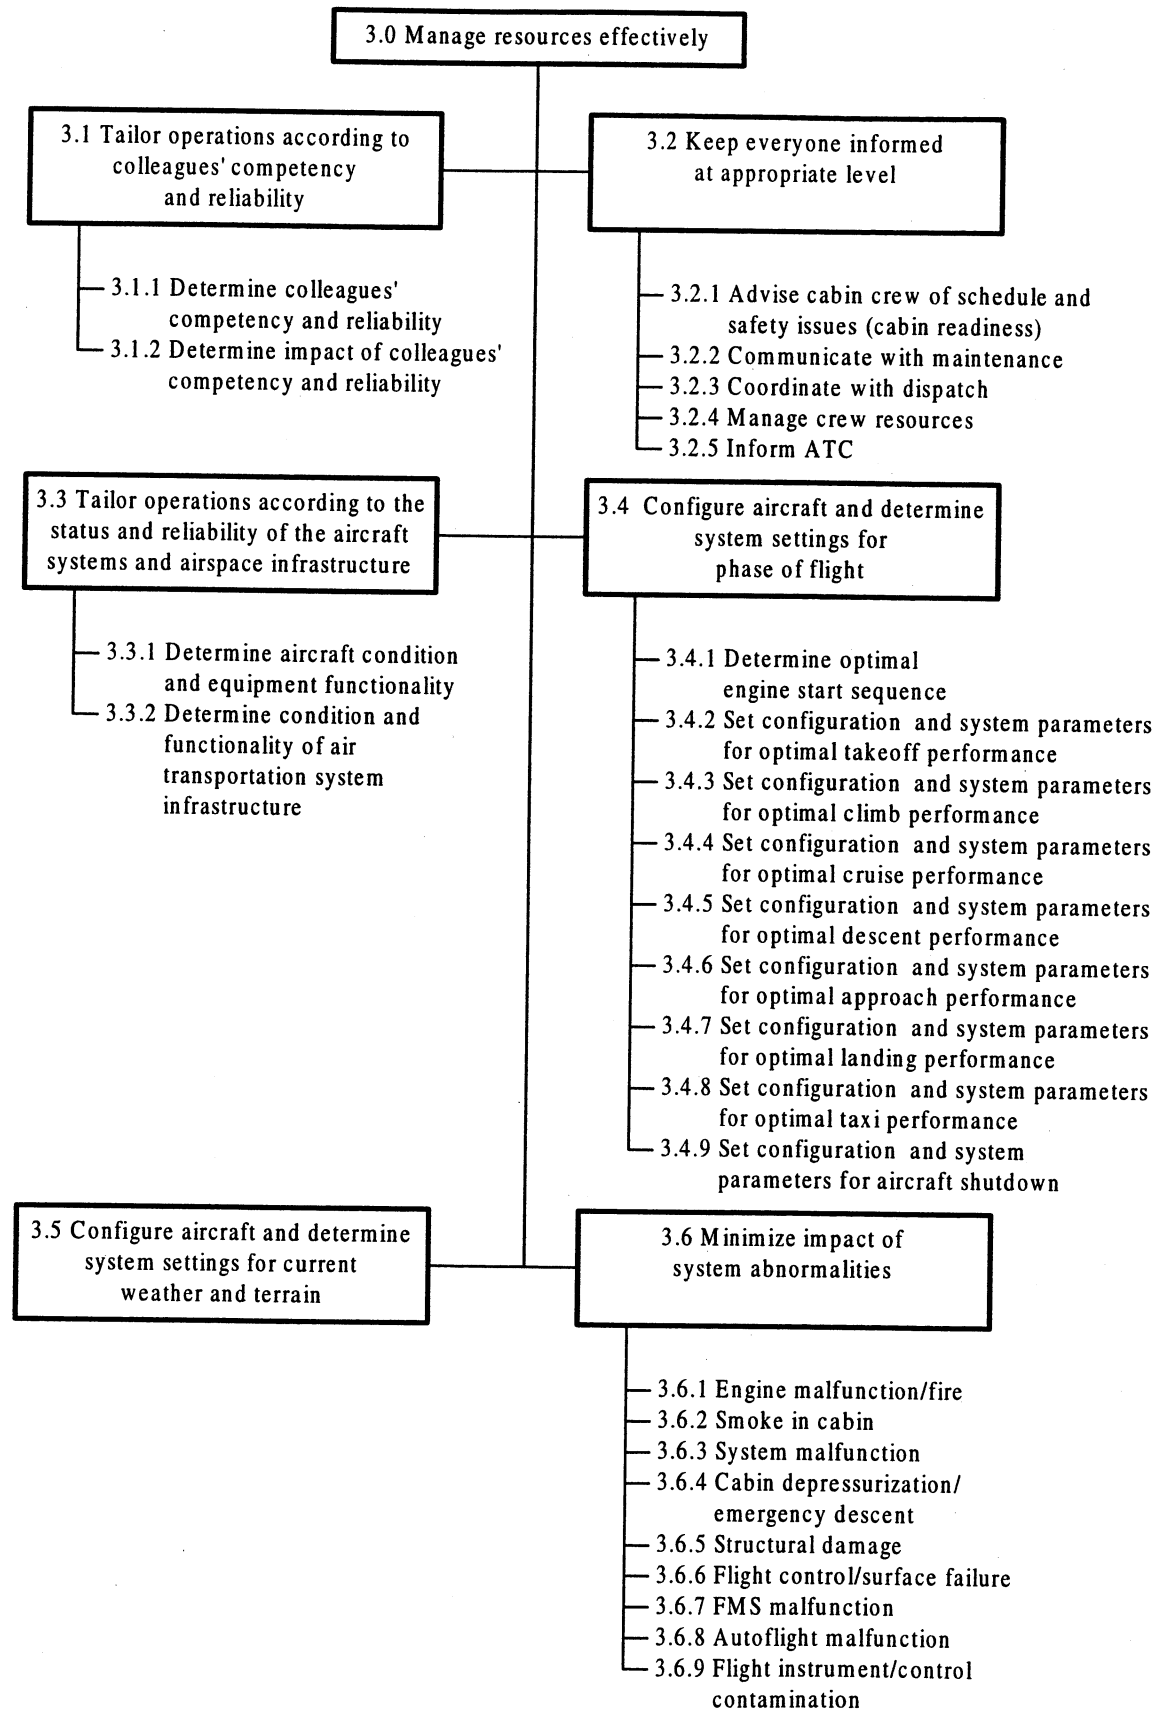 3.0 Manage resources effectively
3.1 Tailor operations according to
colleagues' competency
and reliability
3.1.1 Determine colleagues'
competency and reliability
3.1.2 Determine impact of colleagues'
competency and reliability
3.2 Keep everyone informed
at appropriate level
3.2.1 Advise cabin crew of schedule and
safety issues (cabin readiness)
3.2.2 Communicate with maintenance
3.2.3 Coordinate with dispatch
3.2.4 Manage crew resources
3.2.5 Inform ATC
3.3 Tailor operations according to the
status and reliability of the aircraft
systems and airspace infrastructure
3.3.1 Determine aircraft condition
and equipment functionality
3.3.2 Determine condition and
functionality of air
transportation system
infrastructure
3.4 Configure aircraft and determine
system settings for
phase of flight
3.4.1 Determine optimal
engine start sequence
3.4.2 Set configuration and system parameters
for optimal takeoff performance
3.4.3 Set configuration and system parameters
for optimal climb performance
3.4.4 Set configuration and system parameters
for optimal cruise performance
3.4.5 Set configuration and system parameters
for optimal descent performance
3.4.6 Set configuration and system parameters
for optimal approach performance
3.4.7 Set configuration and system parameters
for optimal landing performance
3.4.8 Set configuration and system parameters
for optimal taxi performance
3.4.9 Set configuration and system
parameters for aircraft shutdown
3.5 Configure aircraft and determine
system settings for current
weather and terrain
3.6 Minimize impact of
system abnormalities
3.6.1 Engine malfunction/fire
3.6.2 Smoke in cabin
3.6.3 System malfunction
3.6.4 Cabin depressurization/
emergency descent
3.6.5 Structural damage
3.6.6 Flight control/surface failure
3.6.7 FMS malfunction
3.6.8 Autoflight malfunction
3.6.9 Flight instrument/control
contamination